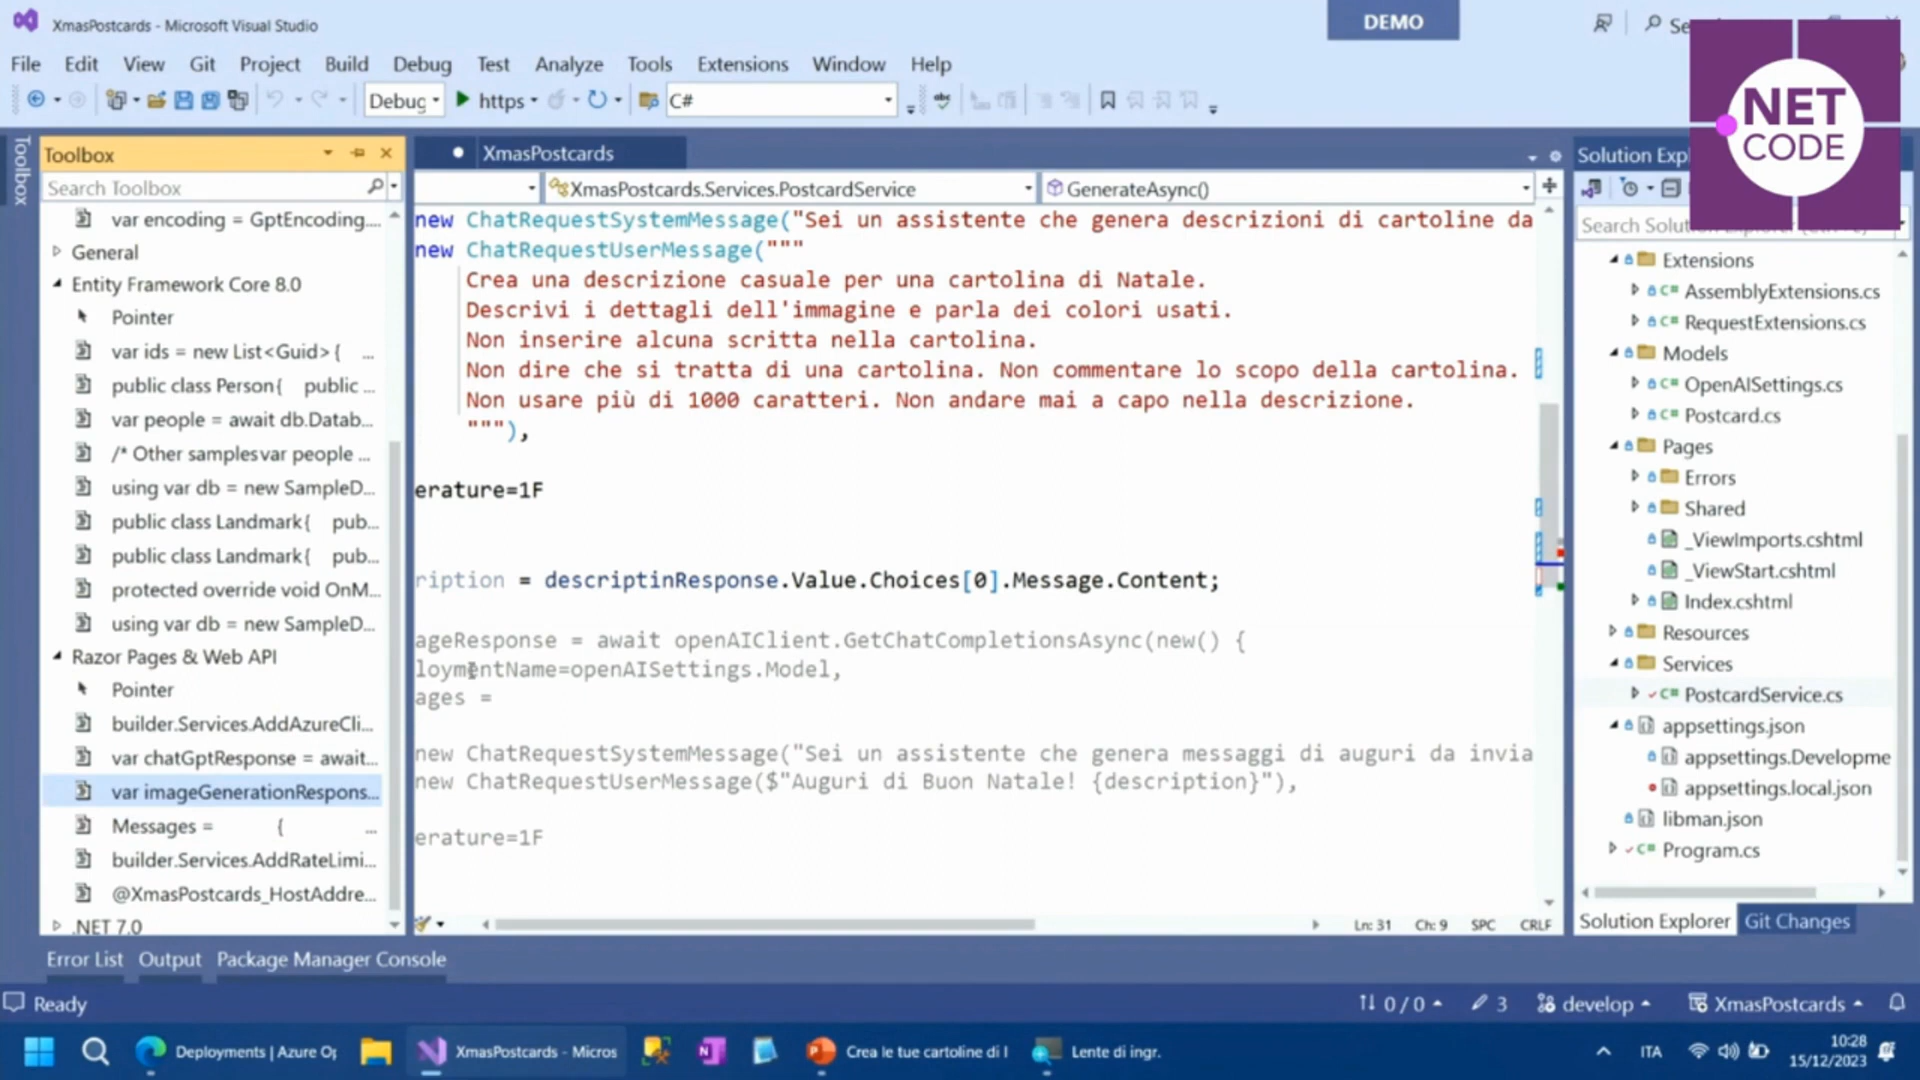 XmasPostcards - Microsoft Visual Studio
DEMO
Se
File Edit View Git Project Build Debug Test Analyze Tools Extensions Window Help
Debug https C#
.NET CODE
Toolbox
Toolbox
Search Toolbox
var encoding = GptEncoding....
General
Entity Framework Core 8.0
Pointer
var ids = new List<Guid>{ ...
public class Person{ public ...
var people = await db.Datab...
/* Other samplesvar people ...
using var db = new SampleD...
public class Landmark{ pub...
public class Landmark{ pub...
protected override void OnM...
using var db = new SampleD...
Razor Pages & Web API
Pointer
builder.Services.AddAzureCli...
var chatGptResponse = await...
var imageGenerationRespons...
Messages = { ...
builder.Services.AddRateLimi...
@XmasPostcards_HostAddre...
.NET 7.0
XmasPostcards
XmasPostcards.Services.PostcardService GenerateAsync()
new ChatRequestSystemMessage("Sei un assistente che genera descrizioni di cartoline da
new ChatRequestUserMessage("""
Crea una descrizione casuale per una cartolina di Natale.
Descrivi i dettagli dell'immagine e parla dei colori usati.
Non inserire alcuna scritta nella cartolina.
Non dire che si tratta di una cartolina. Non commentare lo scopo della cartolina.
Non usare più di 1000 caratteri. Non andare mai a capo nella descrizione.
"""),
erature=1F
ription = descriptinResponse.Value.Choices[0].Message.Content;
ageResponse = await openAIClient.GetChatCompletionsAsync(new() {
loymentName=openAISettings.Model,
ages =
new ChatRequestSystemMessage("Sei un assistente che genera messaggi di auguri da invia
new ChatRequestUserMessage($"Auguri di Buon Natale! {description}"),
erature=1F
Ln: 31 Ch: 9 SPC CRLF
Solution Expl
Search Solut
Extensions
C# AssemblyExtensions.cs
C# RequestExtensions.cs
Models
C# OpenAISettings.cs
C# Postcard.cs
Pages
Errors
Shared
_ViewImports.cshtml
_ViewStart.cshtml
Index.cshtml
Resources
Services
C# PostcardService.cs
appsettings.json
appsettings.Developme
appsettings.local.json
libman.json
C# Program.cs
Solution Explorer Git Changes
Error List Output Package Manager Console
Ready
0 / 0 3 develop XmasPostcards
Deployments | Azure Op XmasPostcards - Micros Crea le tue cartoline di Lente di ingr.
ITA
10:28
15/12/2023